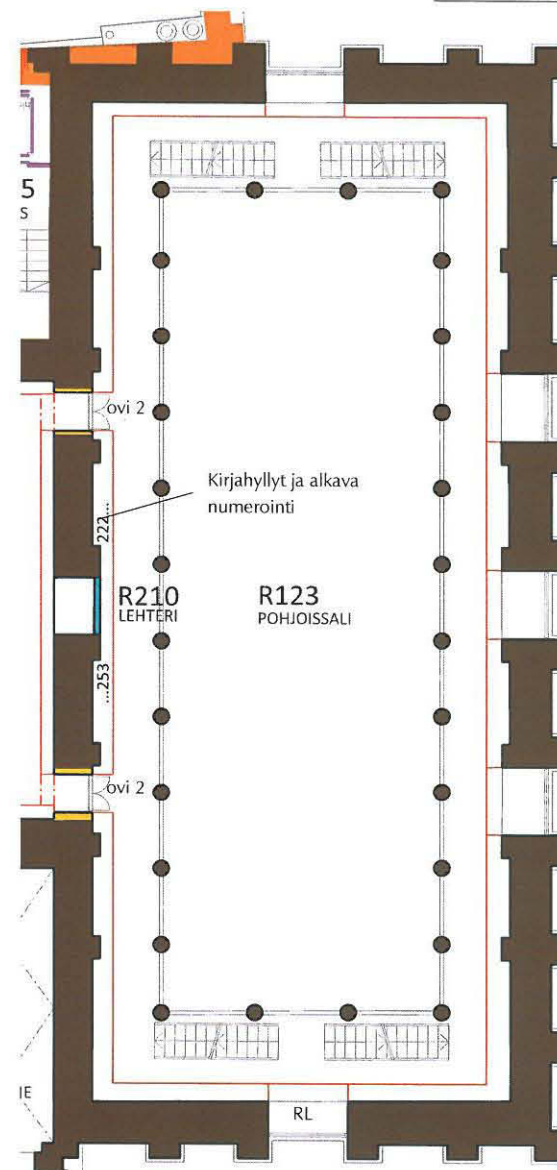 5
S
ovi 2
Kirjahyllyt ja alkava
numerointi
222...
R210
LEHTERI
R123
POHJOISSALI
...253
ovi 2
IE
RL